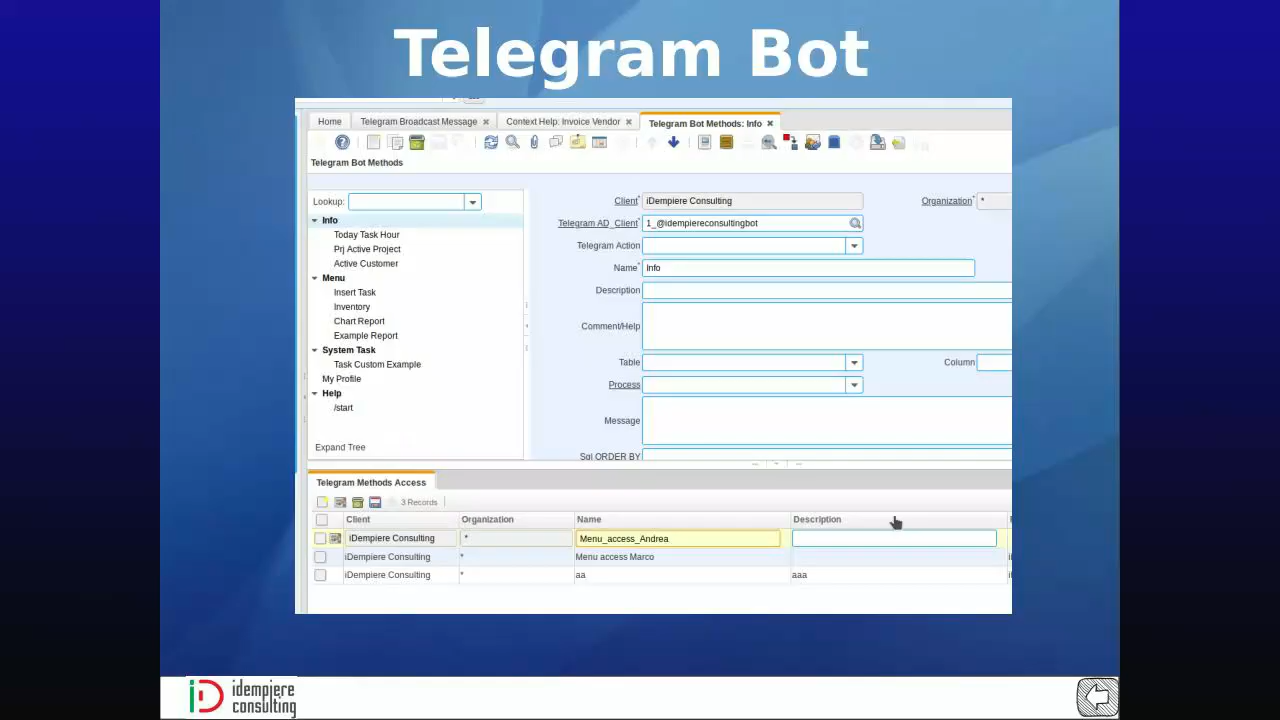 Telegram Bot
Home Telegram Broadcast Message Context Help: Invoice Vendor Telegram Bot Methods: Info
Telegram Bot Methods
Lookup:
Info
Today Task Hour
Prj Active Project
Active Customer
Menu
Insert Task
Inventory
Chart Report
Example Report
System Task
Task Custom Example
My Profile
Help
/start
Expand Tree
Client* iDempiere Consulting Organization* *
Telegram AD_Client* 1_@idempiereconsultingbot
Telegram Action
Name* Info
Description
Comment/Help
Table Column
Process
Message
Sql ORDER BY
Telegram Methods Access
3 Records
Client Organization Name Description
iDempiere Consulting * Menu_access_Andrea
iDempiere Consulting * Menu access Marco
iDempiere Consulting * aa aaa
iD idempiere
consulting